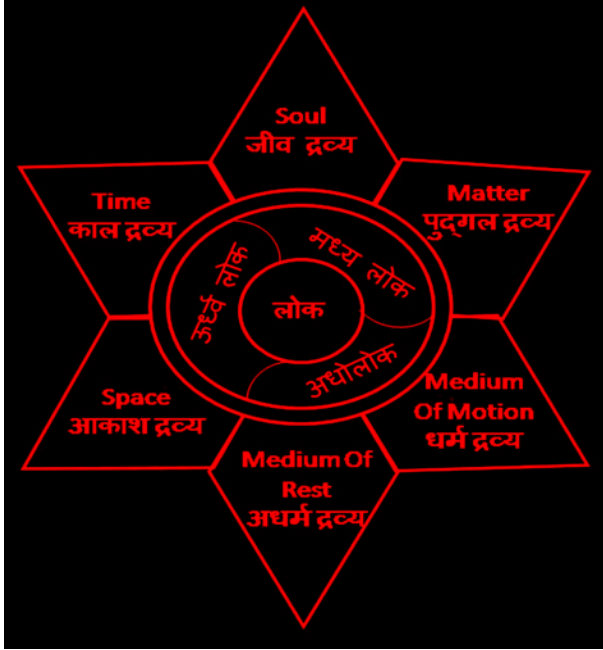 Soul
जीव द्रव्य
Time
काल द्रव्य
Matter
पुद्गल द्रव्य
ऊर्ध्व लोक
मध्य लोक
लोक
अधोलोक
Space
आकाश द्रव्य
Medium
Of Motion
धर्म द्रव्य
Medium Of
Rest
अधर्म द्रव्य